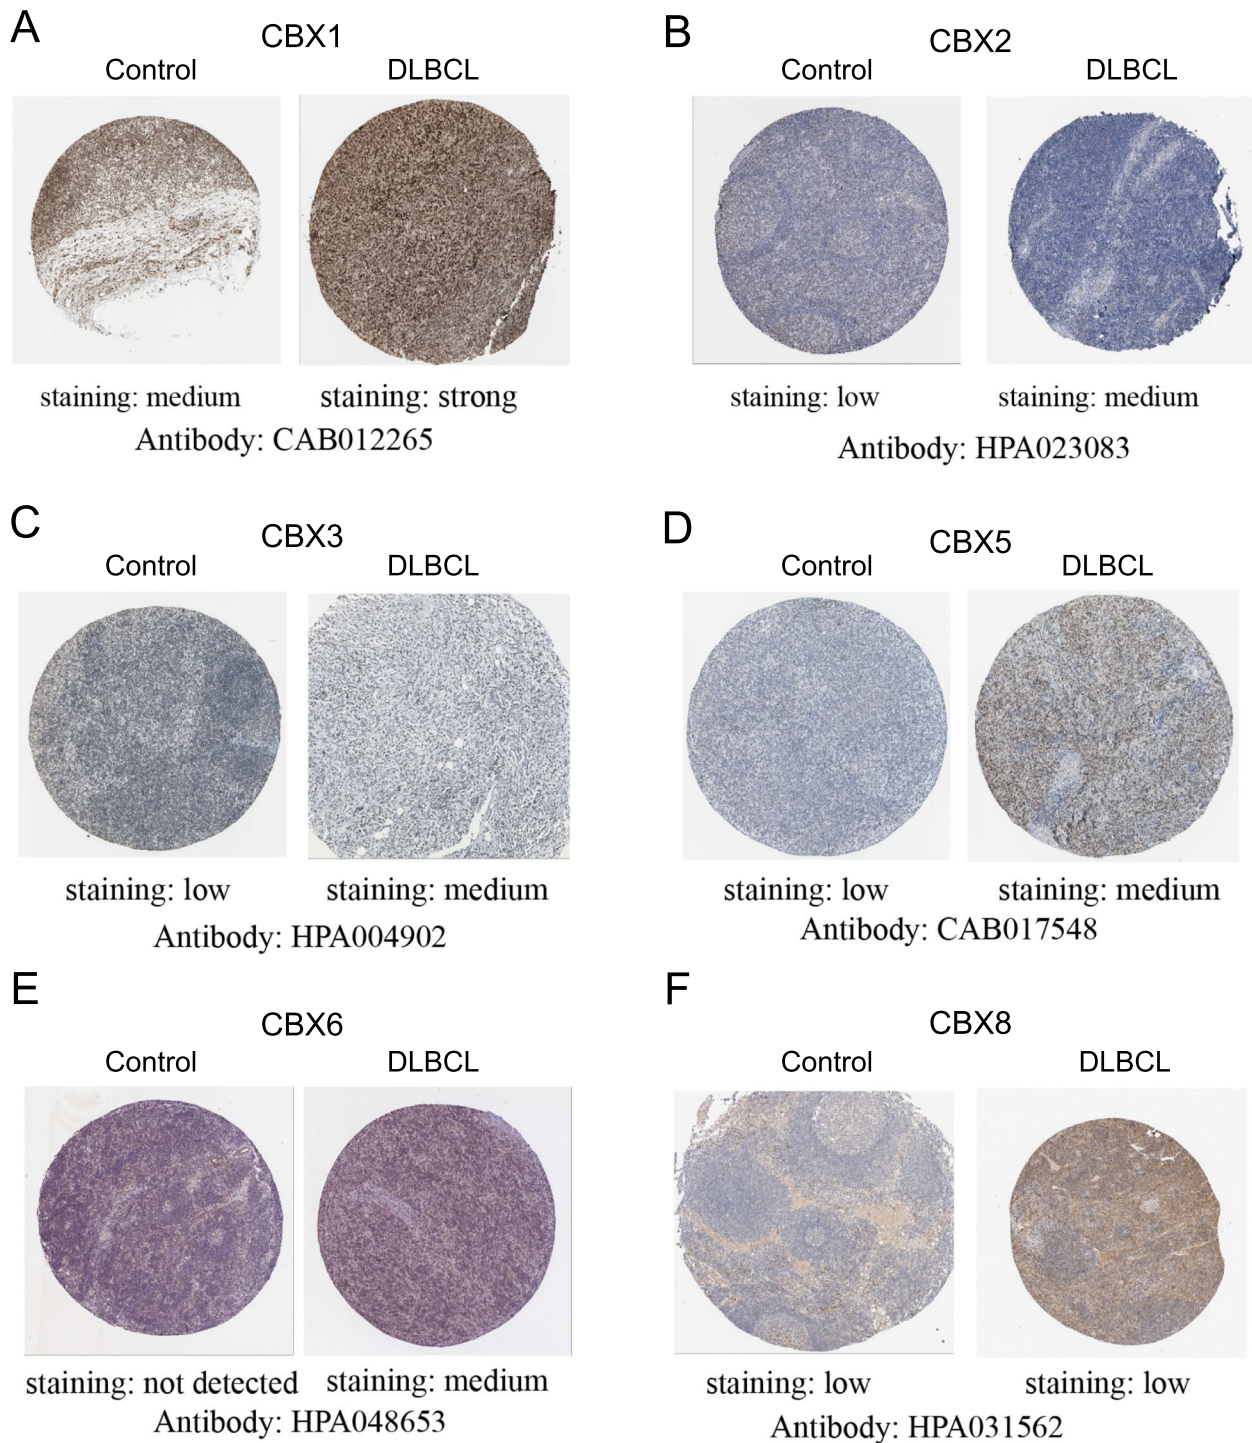 A
CBX1
Control DLBCL
staining: medium staining: strong
Antibody: CAB012265
B
CBX2
Control DLBCL
staining: low staining: medium
Antibody: HPA023083
C
CBX3
Control DLBCL
staining: low staining: medium
Antibody: HPA004902
D
CBX5
Control DLBCL
staining: low staining: medium
Antibody: CAB017548
E
CBX6
Control DLBCL
staining: not detected staining: medium
Antibody: HPA048653
F
CBX8
Control DLBCL
staining: low staining: low
Antibody: HPA031562